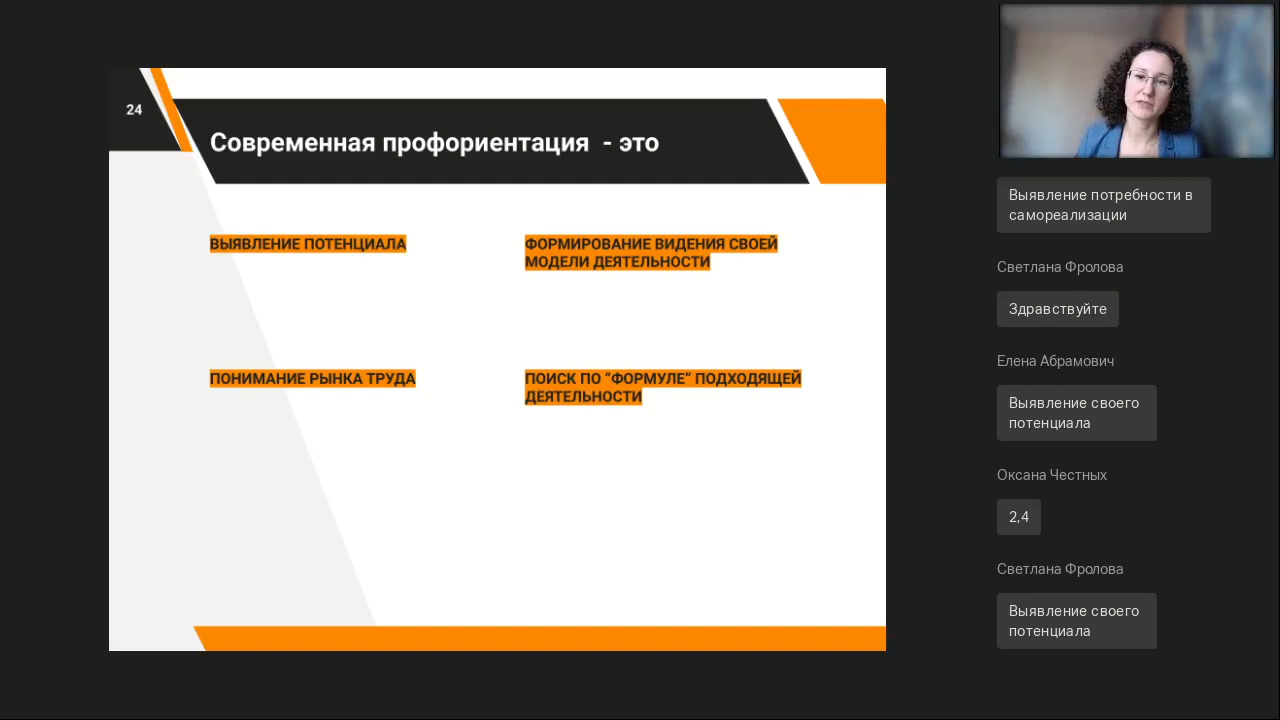 24
Современная профориентация - это
ВЫЯВЛЕНИЕ ПОТЕНЦИАЛА
ФОРМИРОВАНИЕ ВИДЕНИЯ СВОЕЙ
МОДЕЛИ ДЕЯТЕЛЬНОСТИ
ПОНИМАНИЕ РЫНКА ТРУДА
ПОИСК ПО “ФОРМУЛЕ” ПОДХОДЯЩЕЙ
ДЕЯТЕЛЬНОСТИ
Выявление потребности в
самореализации
Светлана Фролова
Здравствуйте
Елена Абрамович
Выявление своего
потенциала
Оксана Честных
2,4
Светлана Фролова
Выявление своего
потенциала